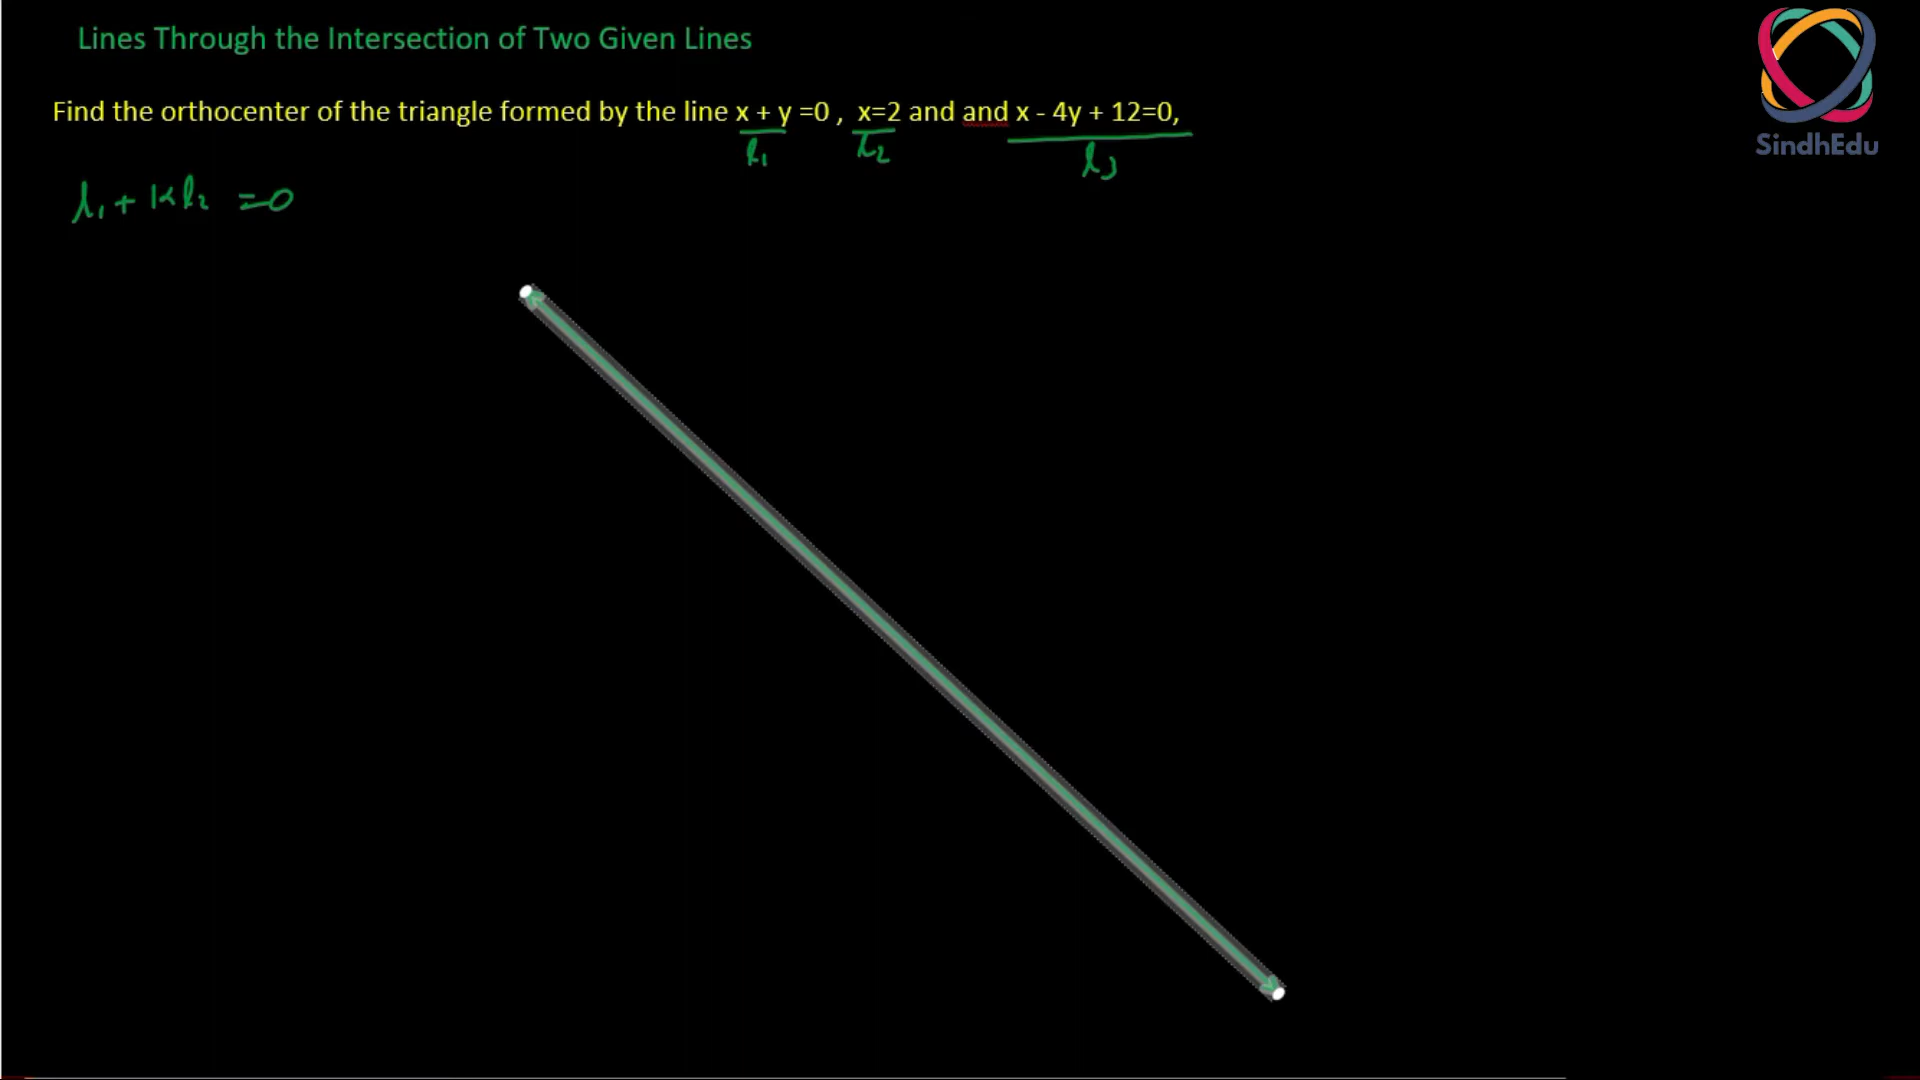 Lines Through the Intersection of Two Given Lines
SindhEdu
Find the orthocenter of the triangle formed by the line x + y =0 , x=2 and and x - 4y + 12=0,
l₁ l₂ l₃
l₁ + kl₂ =0